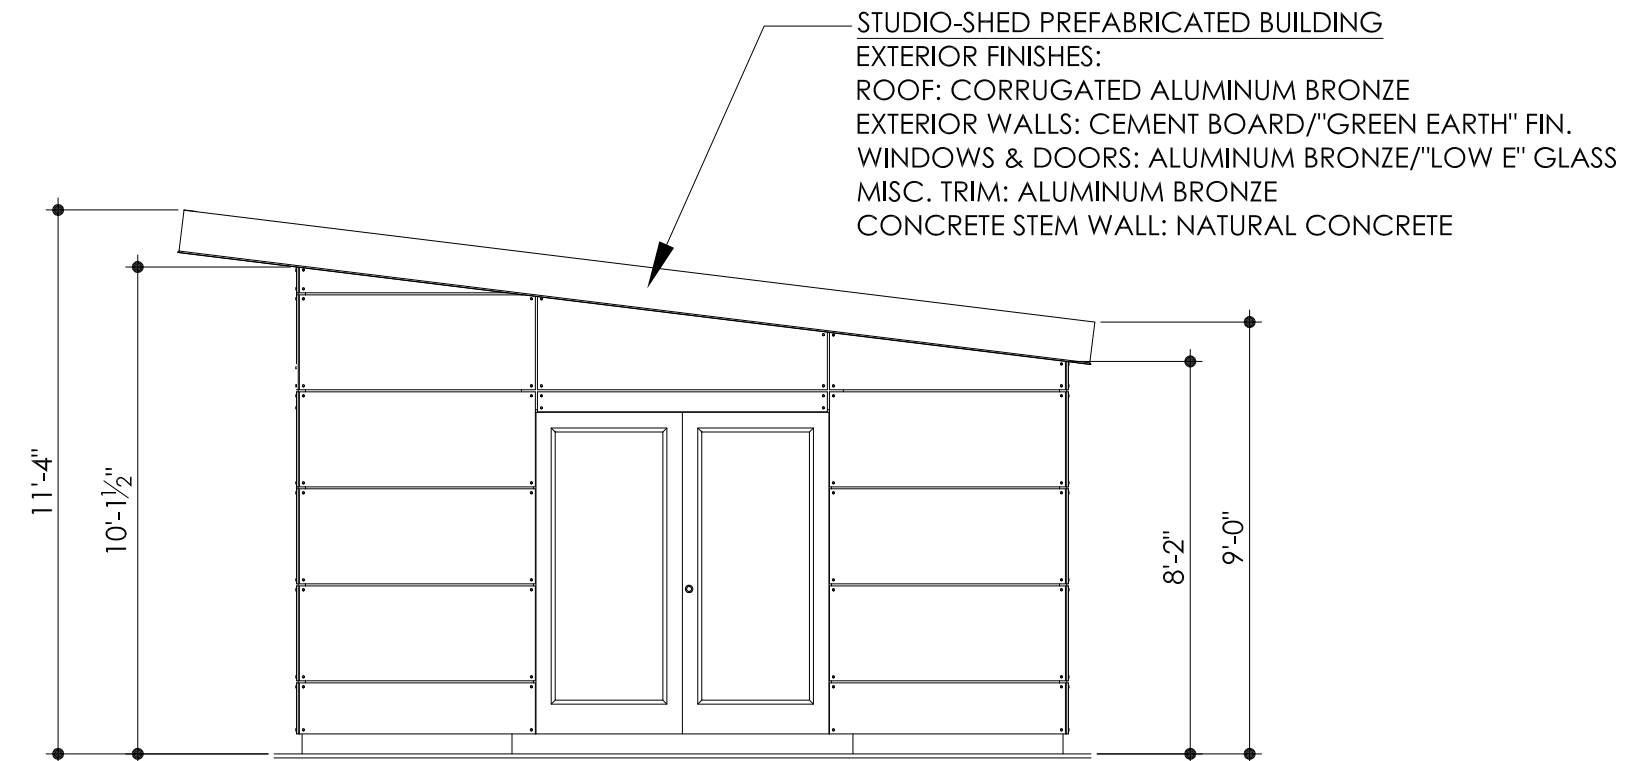 STUDIO-SHED PREFABRICATED BUILDING
EXTERIOR FINISHES:
ROOF: CORRUGATED ALUMINUM BRONZE
EXTERIOR WALLS: CEMENT BOARD/"GREEN EARTH" FIN.
WINDOWS & DOORS: ALUMINUM BRONZE/"LOW E" GLASS
MISC. TRIM: ALUMINUM BRONZE
CONCRETE STEM WALL: NATURAL CONCRETE
11'-4"
10'-1½"
8'-2"
9'-0"